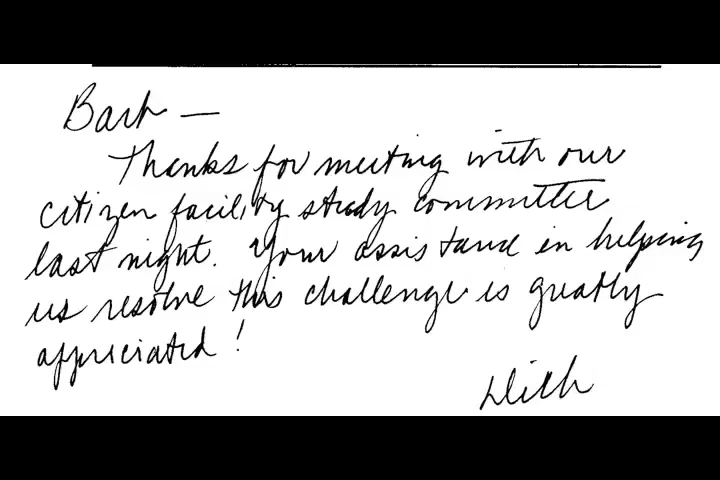 Barb —
Thanks for meeting with our
citizen facility study committee
last night. Your assistance in helping
us resolve this challenge is greatly
appreciated!